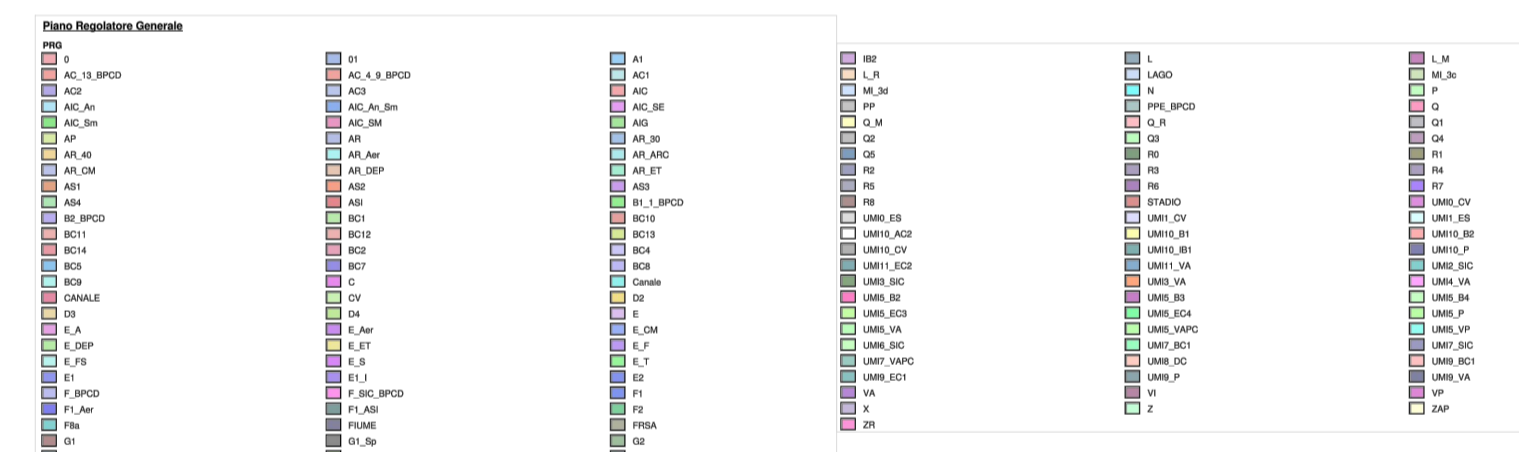 Piano Regolatore Generale
PRG
0 01 A1
AC_13_BPCD AC_4_9_BPCD AC1
AC2 AC3 AIC
AIC_An AIC_An_Sm AIC_SE
AIC_Sm AIC_SM AIG
AP AR AR_30
AR_40 AR_Aer AR_ARC
AR_CM AR_DEP AR_ET
AS1 AS2 AS3
AS4 ASI B1_1_BPCD
B2_BPCD BC1 BC10
BC11 BC12 BC13
BC14 BC2 BC4
BC5 BC7 BC8
BC9 C Canale
CANALE CV D2
D3 D4 E
E_A E_Aer E_CM
E_DEP E_ET E_F
E_FS E_S E_T
E1 E1_I E2
F_BPCD F_SIC_BPCD F1
F1_Aer F1_ASI F2
F8a FIUME FRSA
G1 G1_Sp G2
IB2 L L_M
L_R LAGO MI_3c
MI_3d N P
PP PPE_BPCD Q
Q_M Q_R Q1
Q2 Q3 Q4
Q5 R0 R1
R2 R3 R4
R5 R6 R7
R8 STADIO UMI0_CV
UMI0_ES UMI1_CV UMI1_ES
UMI10_AC2 UMI10_B1 UMI10_B2
UMI10_CV UMI10_IB1 UMI10_P
UMI11_EC2 UMI11_VA UMI2_SIC
UMI3_SIC UMI3_VA UMI4_VA
UMI5_B2 UMI5_B3 UMI5_B4
UMI5_EC3 UMI5_EC4 UMI5_P
UMI5_VA UMI5_VAPC UMI5_VP
UMI6_SIC UMI7_BC1 UMI7_SIC
UMI7_VAPC UMI8_DC UMI9_BC1
UMI9_EC1 UMI9_P UMI9_VA
VA VI VP
X Z ZAP
ZR